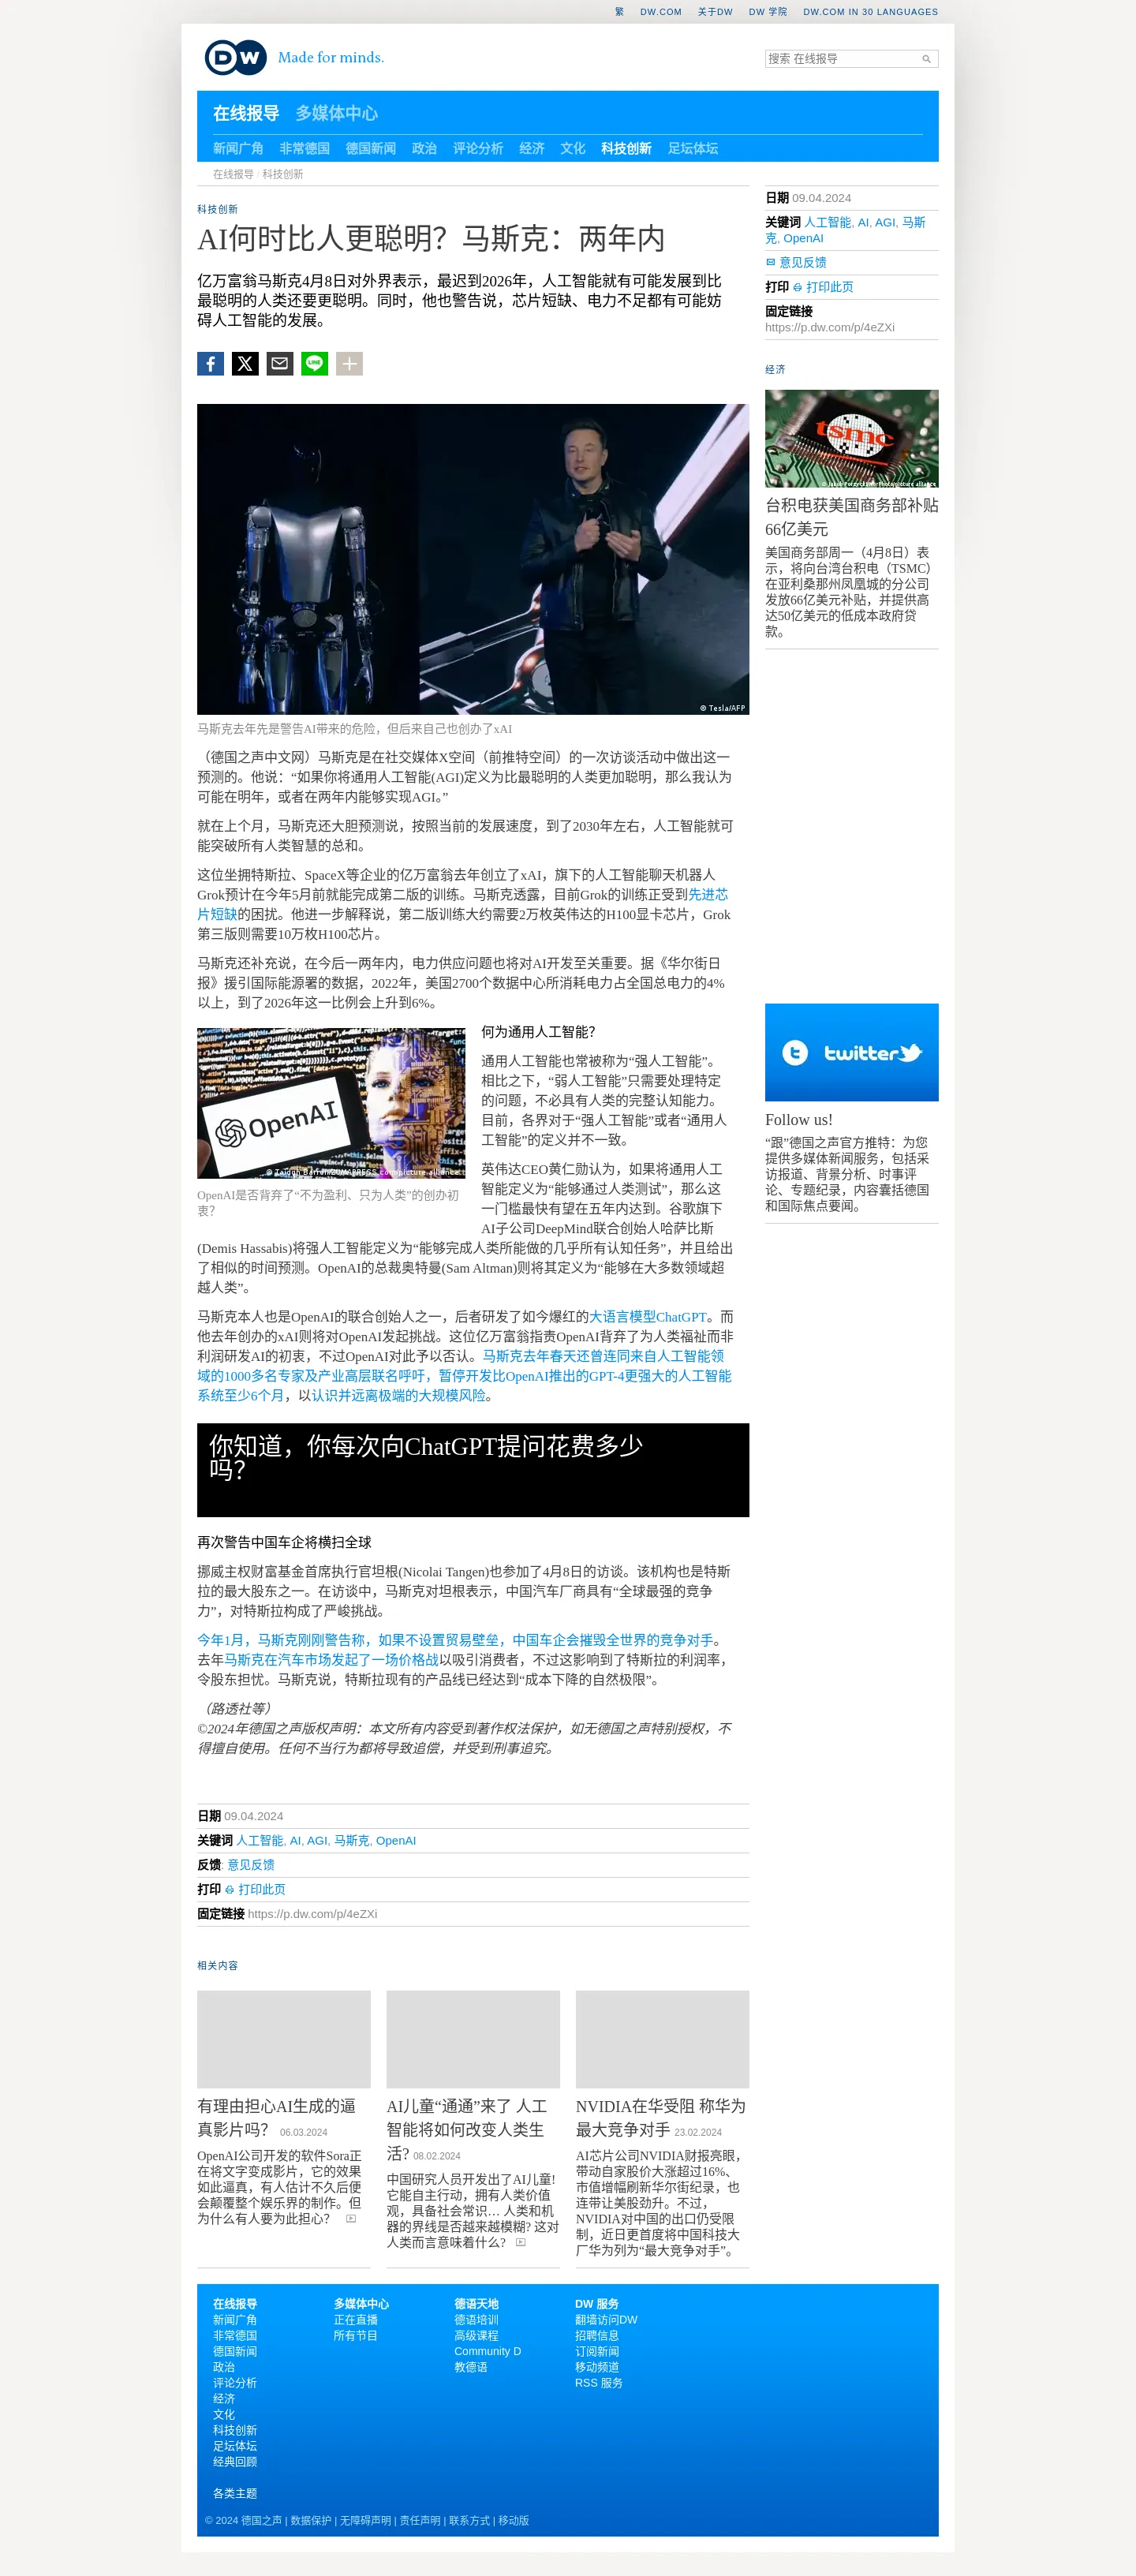 繁 DW.COM 关于DW DW 学院 DW.COM IN 30 LANGUAGES
DW Made for minds.
搜索 在线报导
在线报导 多媒体中心
新闻广角 非常德国 德国新闻 政治 评论分析 经济 文化 科技创新 足坛体坛
在线报导 / 科技创新
科技创新
AI何时比人更聪明？马斯克：两年内
亿万富翁马斯克4月8日对外界表示，最迟到2026年，人工智能就有可能发展到比
最聪明的人类还要更聪明。同时，他也警告说，芯片短缺、电力不足都有可能妨
碍人工智能的发展。
LINE
© Tesla/AFP
马斯克去年先是警告AI带来的危险，但后来自己也创办了xAI
（德国之声中文网）马斯克是在社交媒体X空间（前推特空间）的一次访谈活动中做出这一
预测的。他说：“如果你将通用人工智能(AGI)定义为比最聪明的人类更加聪明，那么我认为
可能在明年，或者在两年内能够实现AGI。”
就在上个月，马斯克还大胆预测说，按照当前的发展速度，到了2030年左右，人工智能就可
能突破所有人类智慧的总和。
这位坐拥特斯拉、SpaceX等企业的亿万富翁去年创立了xAI，旗下的人工智能聊天机器人
Grok预计在今年5月前就能完成第二版的训练。马斯克透露，目前Grok的训练正受到先进芯
片短缺的困扰。他进一步解释说，第二版训练大约需要2万枚英伟达的H100显卡芯片，Grok
第三版则需要10万枚H100芯片。
马斯克还补充说，在今后一两年内，电力供应问题也将对AI开发至关重要。据《华尔街日
报》援引国际能源署的数据，2022年，美国2700个数据中心所消耗电力占全国总电力的4%
以上，到了2026年这一比例会上升到6%。
OpenAI
OpenAI是否背弃了“不为盈利、只为人类”的创办初
衷？
何为通用人工智能？
通用人工智能也常被称为“强人工智能”。
相比之下，“弱人工智能”只需要处理特定
的问题，不必具有人类的完整认知能力。
目前，各界对于“强人工智能”或者“通用人
工智能”的定义并不一致。
英伟达CEO黄仁勋认为，如果将通用人工
智能定义为“能够通过人类测试”，那么这
一门槛最快有望在五年内达到。谷歌旗下
AI子公司DeepMind联合创始人哈萨比斯
(Demis Hassabis)将强人工智能定义为“能够完成人类所能做的几乎所有认知任务”，并且给出
了相似的时间预测。OpenAI的总裁奥特曼(Sam Altman)则将其定义为“能够在大多数领域超
越人类”。
马斯克本人也是OpenAI的联合创始人之一，后者研发了如今爆红的大语言模型ChatGPT。而
他去年创办的xAI则将对OpenAI发起挑战。这位亿万富翁指责OpenAI背弃了为人类福祉而非
利润研发AI的初衷，不过OpenAI对此予以否认。马斯克去年春天还曾连同来自人工智能领
域的1000多名专家及产业高层联名呼吁，暂停开发比OpenAI推出的GPT-4更强大的人工智能
系统至少6个月，以认识并远离极端的大规模风险。
你知道，你每次向ChatGPT提问花费多少
吗？
再次警告中国车企将横扫全球
挪威主权财富基金首席执行官坦根(Nicolai Tangen)也参加了4月8日的访谈。该机构也是特斯
拉的最大股东之一。在访谈中，马斯克对坦根表示，中国汽车厂商具有“全球最强的竞争
力”，对特斯拉构成了严峻挑战。
今年1月，马斯克刚刚警告称，如果不设置贸易壁垒，中国车企会摧毁全世界的竞争对手。
去年马斯克在汽车市场发起了一场价格战以吸引消费者，不过这影响到了特斯拉的利润率，
令股东担忧。马斯克说，特斯拉现有的产品线已经达到“成本下降的自然极限”。
（路透社等）
©2024年德国之声版权声明：本文所有内容受到著作权法保护，如无德国之声特别授权，不
得擅自使用。任何不当行为都将导致追偿，并受到刑事追究。
日期 09.04.2024
关键词 人工智能, AI, AGI, 马斯克, OpenAI
反馈: 意见反馈
打印 打印此页
固定链接 https://p.dw.com/p/4eZXi
相关内容
有理由担心AI生成的逼
真影片吗？ 06.03.2024
OpenAI公司开发的软件Sora正
在将文字变成影片，它的效果
如此逼真，有人估计不久后便
会颠覆整个娱乐界的制作。但
为什么有人要为此担心？
AI儿童“通通”来了 人工
智能将如何改变人类生
活? 08.02.2024
中国研究人员开发出了AI儿童!
它能自主行动，拥有人类价值
观，具备社会常识… 人类和机
器的界线是否越来越模糊? 这对
人类而言意味着什么?
NVIDIA在华受阻 称华为
最大竞争对手 23.02.2024
AI芯片公司NVIDIA财报亮眼，
带动自家股价大涨超过16%、
市值增幅刷新华尔街纪录，也
连带让美股劲升。不过，
NVIDIA对中国的出口仍受限
制，近日更首度将中国科技大
厂华为列为“最大竞争对手”。
日期 09.04.2024
关键词 人工智能, AI, AGI, 马斯
克, OpenAI
意见反馈
打印 打印此页
固定链接
https://p.dw.com/p/4eZXi
经济
tsmc
台积电获美国商务部补贴
66亿美元
美国商务部周一（4月8日）表
示，将向台湾台积电（TSMC）
在亚利桑那州凤凰城的分公司
发放66亿美元补贴，并提供高
达50亿美元的低成本政府贷
款。
twitter
Follow us!
“跟”德国之声官方推特：为您
提供多媒体新闻服务，包括采
访报道、背景分析、时事评
论、专题纪录，内容囊括德国
和国际焦点要闻。
在线报导
新闻广角
非常德国
德国新闻
政治
评论分析
经济
文化
科技创新
足坛体坛
经典回顾
各类主题
多媒体中心
正在直播
所有节目
德语天地
德语培训
高级课程
Community D
教德语
DW 服务
翻墙访问DW
招聘信息
订阅新闻
移动频道
RSS 服务
© 2024 德国之声 | 数据保护 | 无障碍声明 | 责任声明 | 联系方式 | 移动版